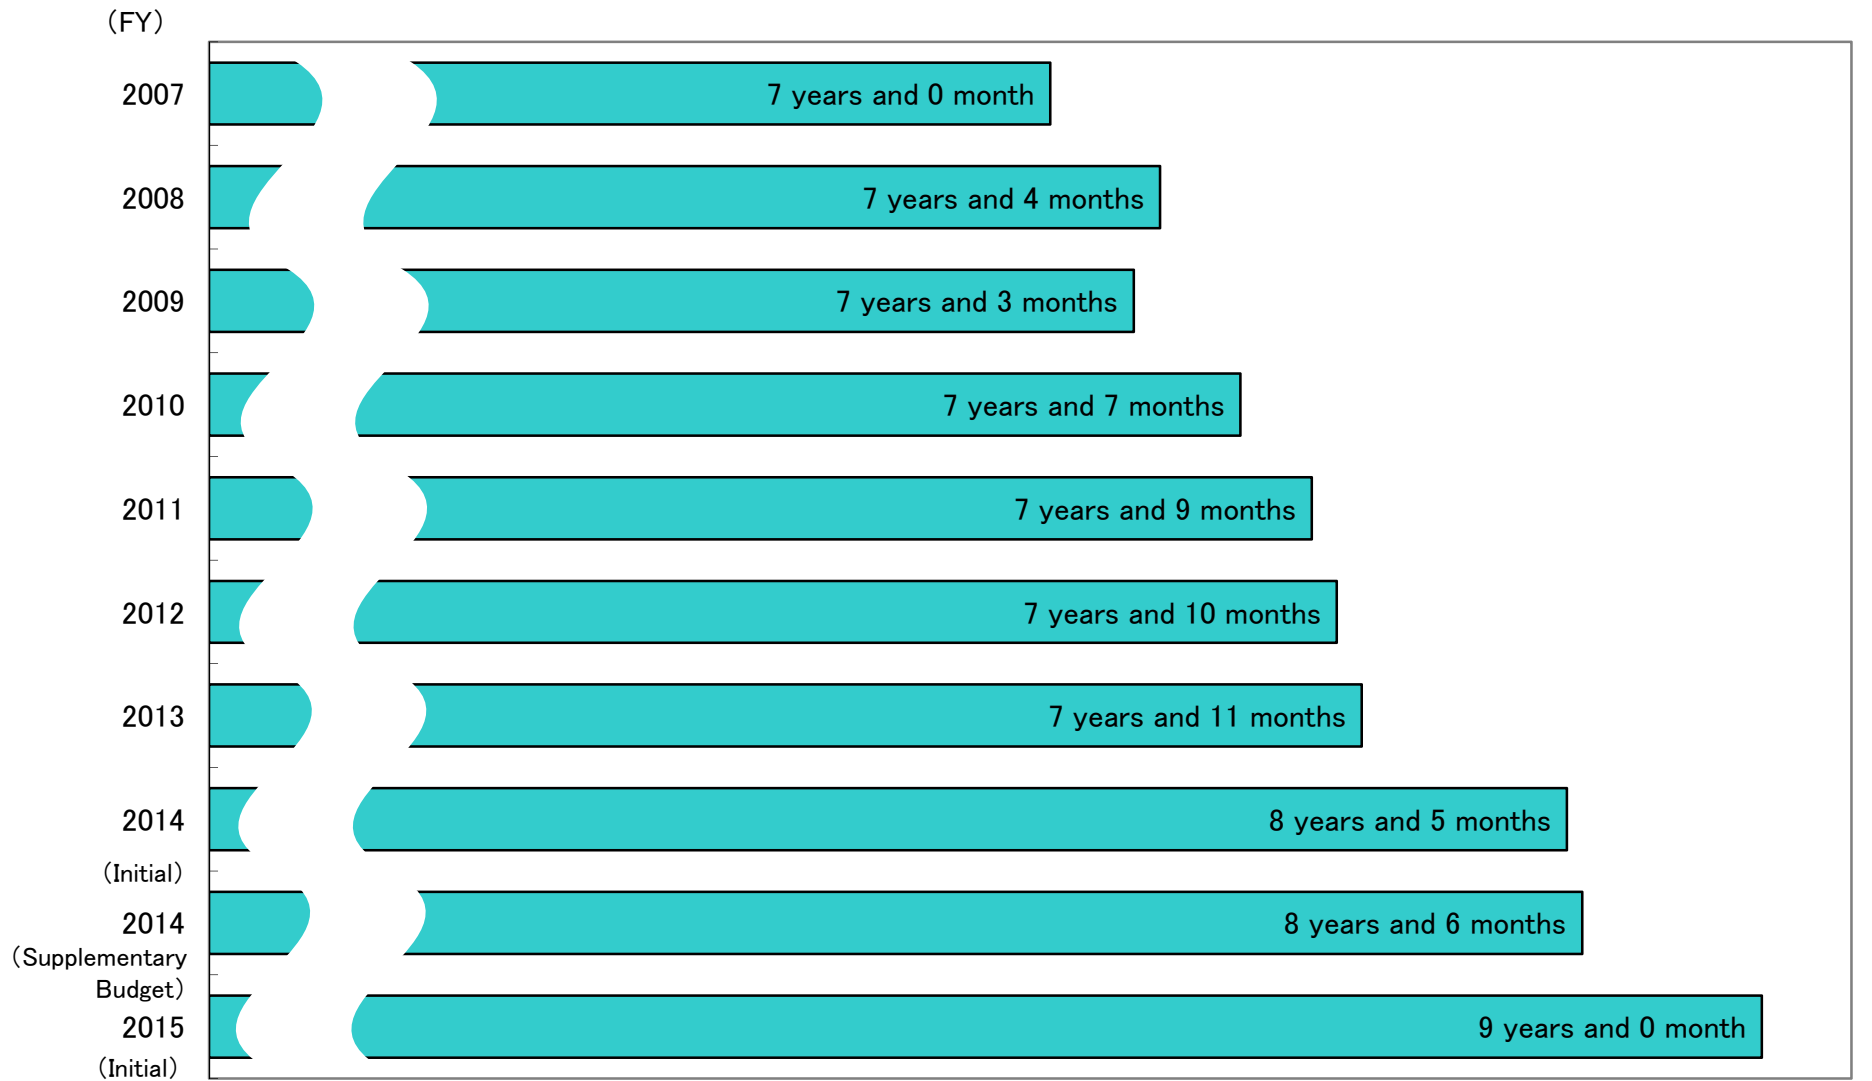 （FY）
2007
7 years and 0 month
2008
7 years and 4 months
2009
7 years and 3 months
2010
7 years and 7 months
2011
7 years and 9 months
2012
7 years and 10 months
2013
7 years and 11 months
2014
8 years and 5 months
（Initial）
2014
8 years and 6 months
（Supplementary
Budget）
2015
9 years and 0 month
（Initial）